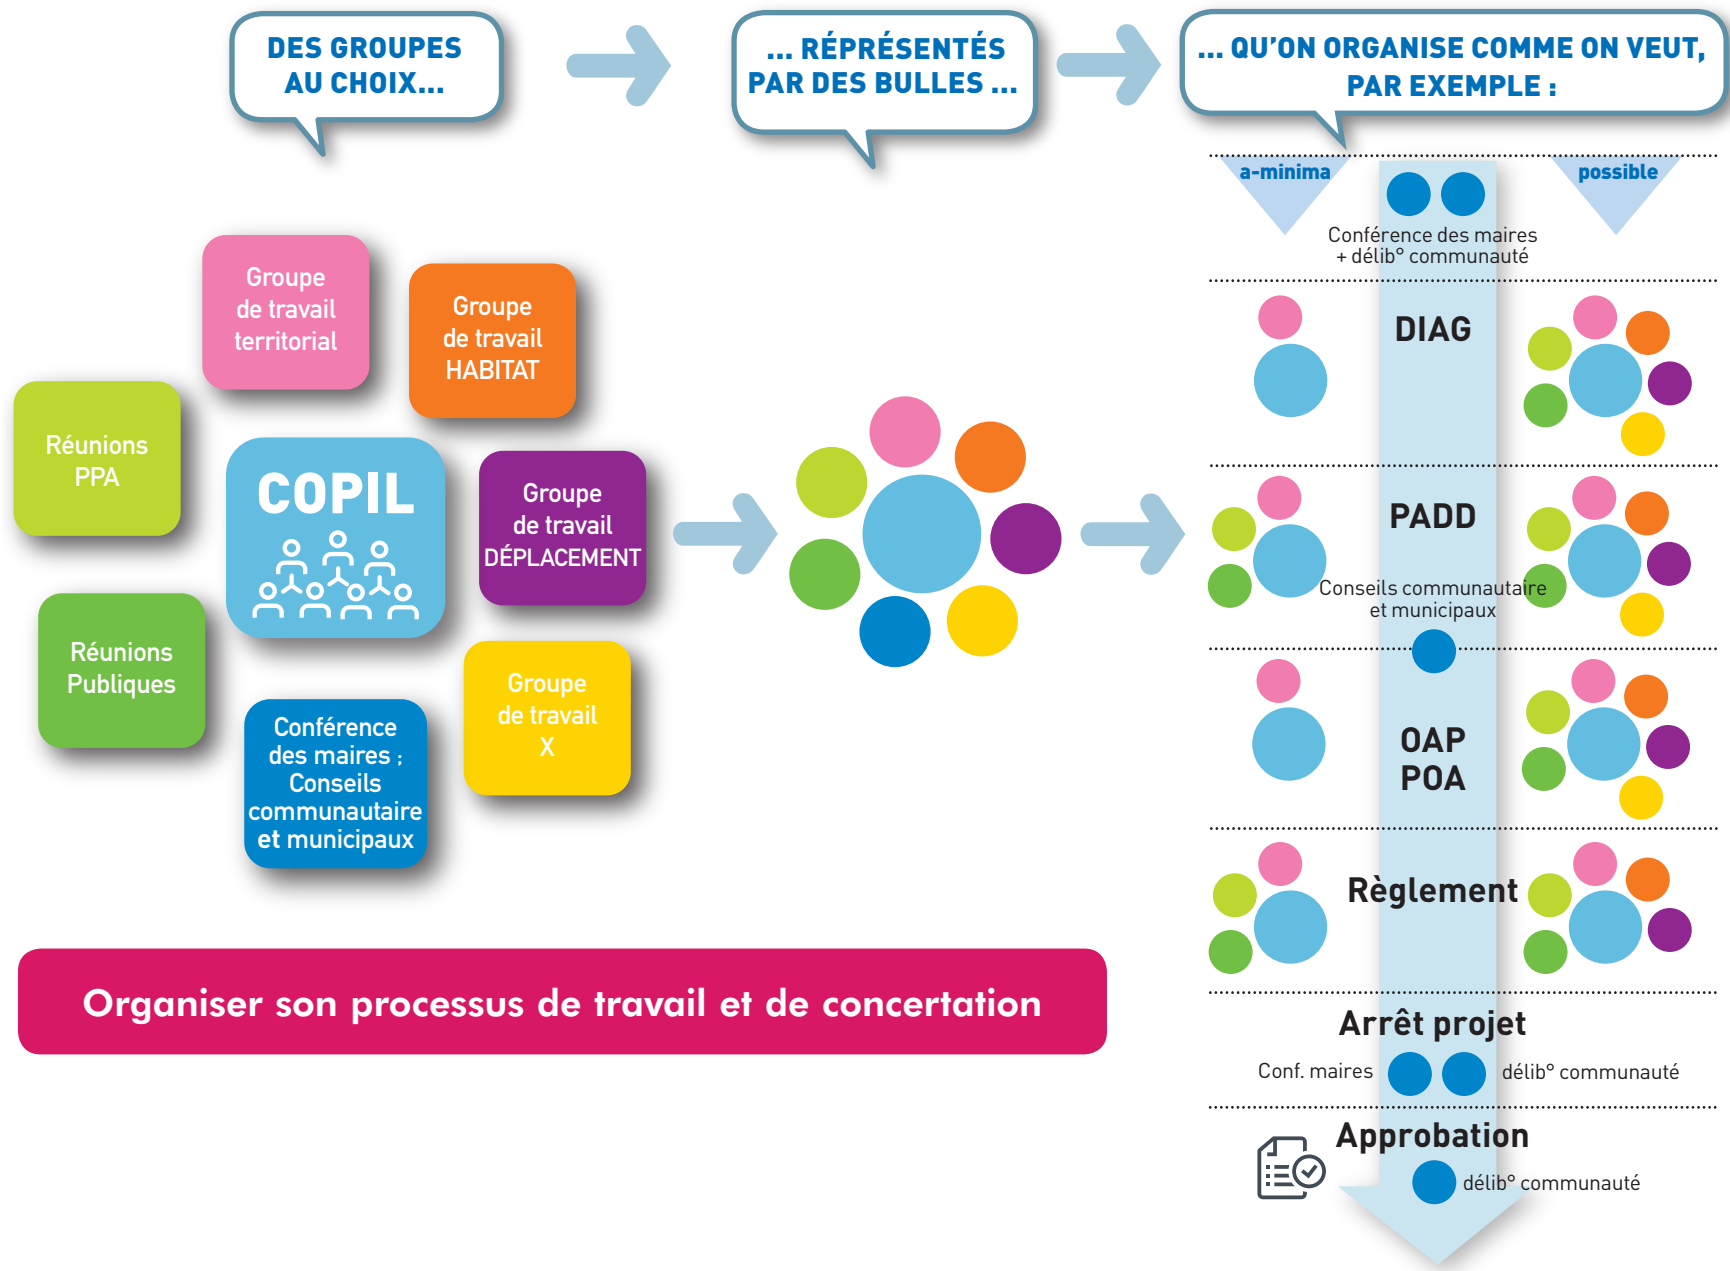 DES GROUPES
AU CHOIX...
... RÉPRÉSENTÉS
PAR DES BULLES ...
... QU'ON ORGANISE COMME ON VEUT,
PAR EXEMPLE :
Groupe
de travail
territorial
Groupe
de travail
HABITAT
Réunions
PPA
COPIL
Groupe
de travail
DÉPLACEMENT
Réunions
Publiques
Groupe
de travail
X
Conférence
des maires ;
Conseils
communautaire
et municipaux
Organiser son processus de travail et de concertation
a-minima
possible
Conférence des maires
+ délib° communauté
DIAG
PADD
Conseils communautaire
et municipaux
OAP
POA
Règlement
Arrêt projet
Conf. maires
délib° communauté
Approbation
délib° communauté